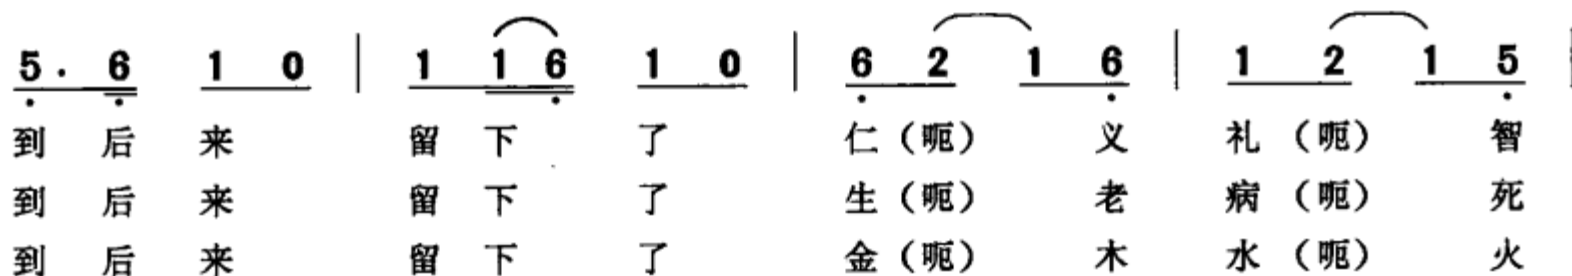 5 . 6 1 0 | 1 1 6 1 0 | 6 2 1 6 | 1 2 1 5
到 后 来 留 下 了 仁（呃） 义 礼（呃） 智
到 后 来 留 下 了 生（呃） 老 病（呃） 死
到 后 来 留 下 了 金（呃） 木 水（呃） 火